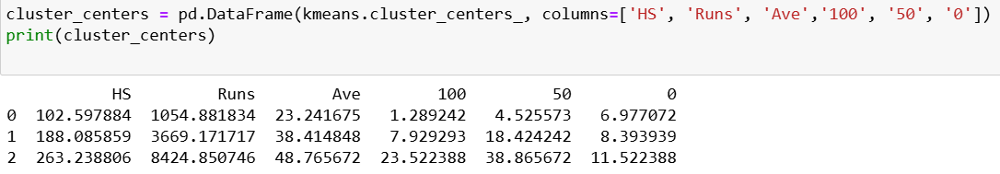 cluster_centers = pd.DataFrame(kmeans.cluster_centers_, columns=['HS', 'Runs', 'Ave','100', '50', '0'])
print(cluster_centers)
HS Runs Ave 100 50 0
0 102.597884 1054.881834 23.241675 1.289242 4.525573 6.977072
1 188.085859 3669.171717 38.414848 7.929293 18.424242 8.393939
2 263.238806 8424.850746 48.765672 23.522388 38.865672 11.522388